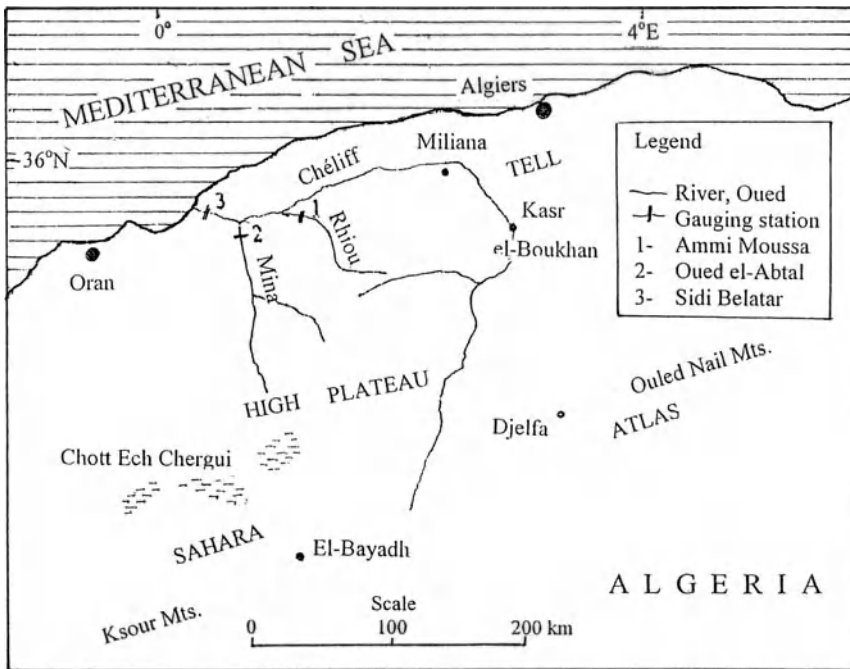 0°
4°E
MEDITERRANEAN SEA
Algiers
36°N
Miliana
Chéliff
TELL
Legend
River, Oued
Gauging station
1- Ammi Moussa
2- Oued el-Abtal
3- Sidi Belatar
3
1
2
Kasr
el-Boukhan
Rhiou
Mina
Oran
Ouled Nail Mts.
HIGH PLATEAU
Djelfa
ATLAS
Chott Ech Chergui
SAHARA
El-Bayadh
ALGERIA
Ksour Mts.
Scale
0 100 200 km